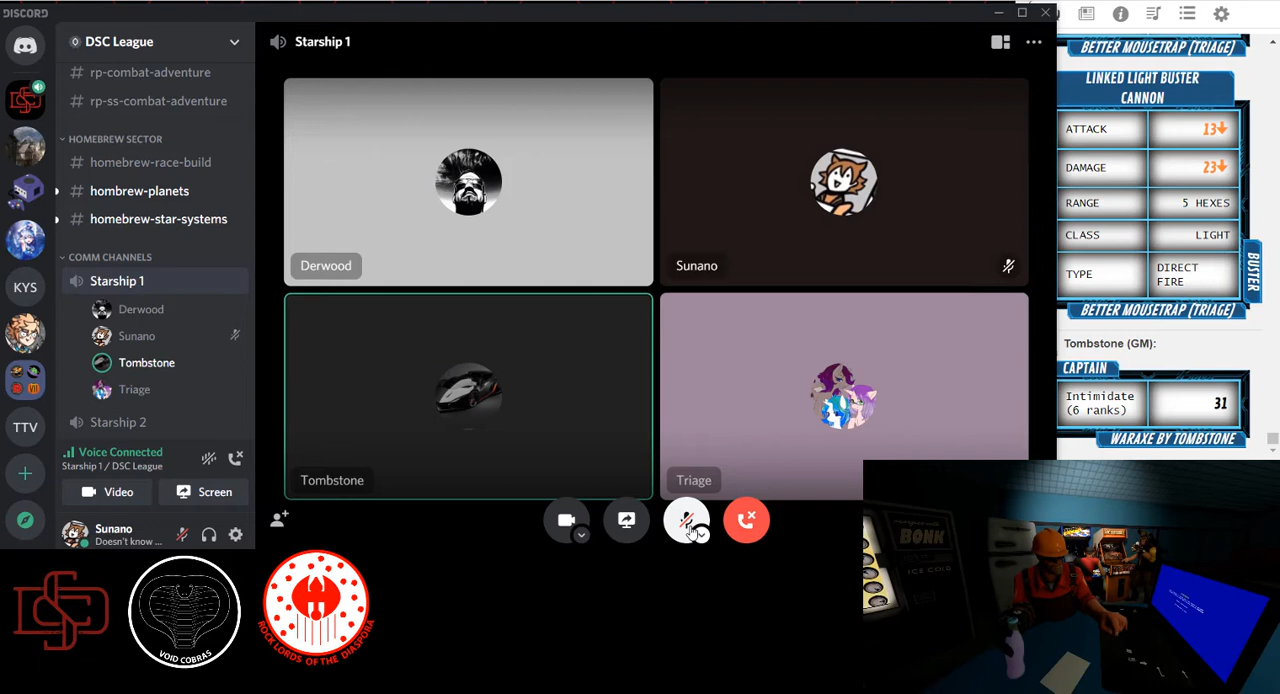 DISCORD
DSC League
rp-combat-adventure
rp-ss-combat-adventure
HOMEBREW SECTOR
homebrew-race-build
hombrew-planets
homebrew-star-systems
COMM CHANNELS
Starship 1
Derwood
Sunano
Tombstone
Triage
Starship 2
Voice Connected
Starship 1 / DSC League
Video
Screen
Sunano
Doesn't know ...
KYS
TTV
Starship 1
Derwood
Sunano
Tombstone
Triage
BETTER MOUSETRAP (TRIAGE)
LINKED LIGHT BUSTER
CANNON
ATTACK 13
DAMAGE 23
RANGE 5 HEXES
CLASS LIGHT
TYPE DIRECT
FIRE
BUSTER
BETTER MOUSETRAP (TRIAGE)
Tombstone (GM):
CAPTAIN
Intimidate
(6 ranks) 31
WARAXE BY TOMBSTONE
DSC
VOID COBRAS
ROCK LORDS OF THE DIASPORA
BONK
ICE COLD